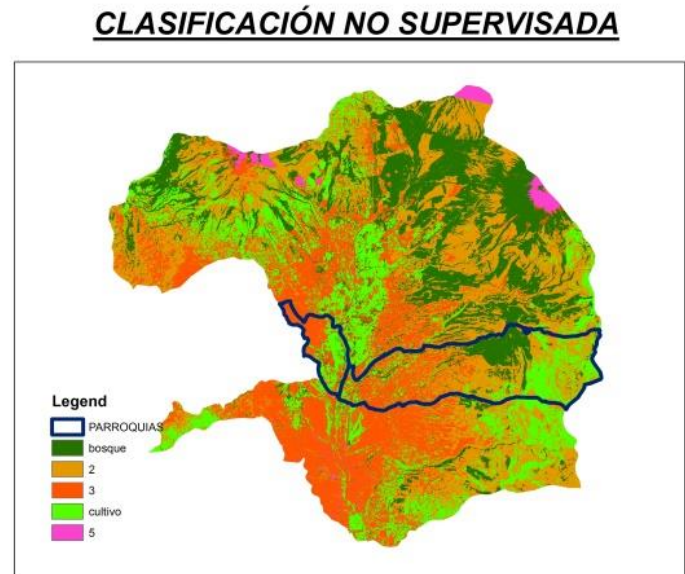 CLASIFICACIÓN NO SUPERVISADA
Legend
PARROQUIAS
bosque
2
3
cultivo
5